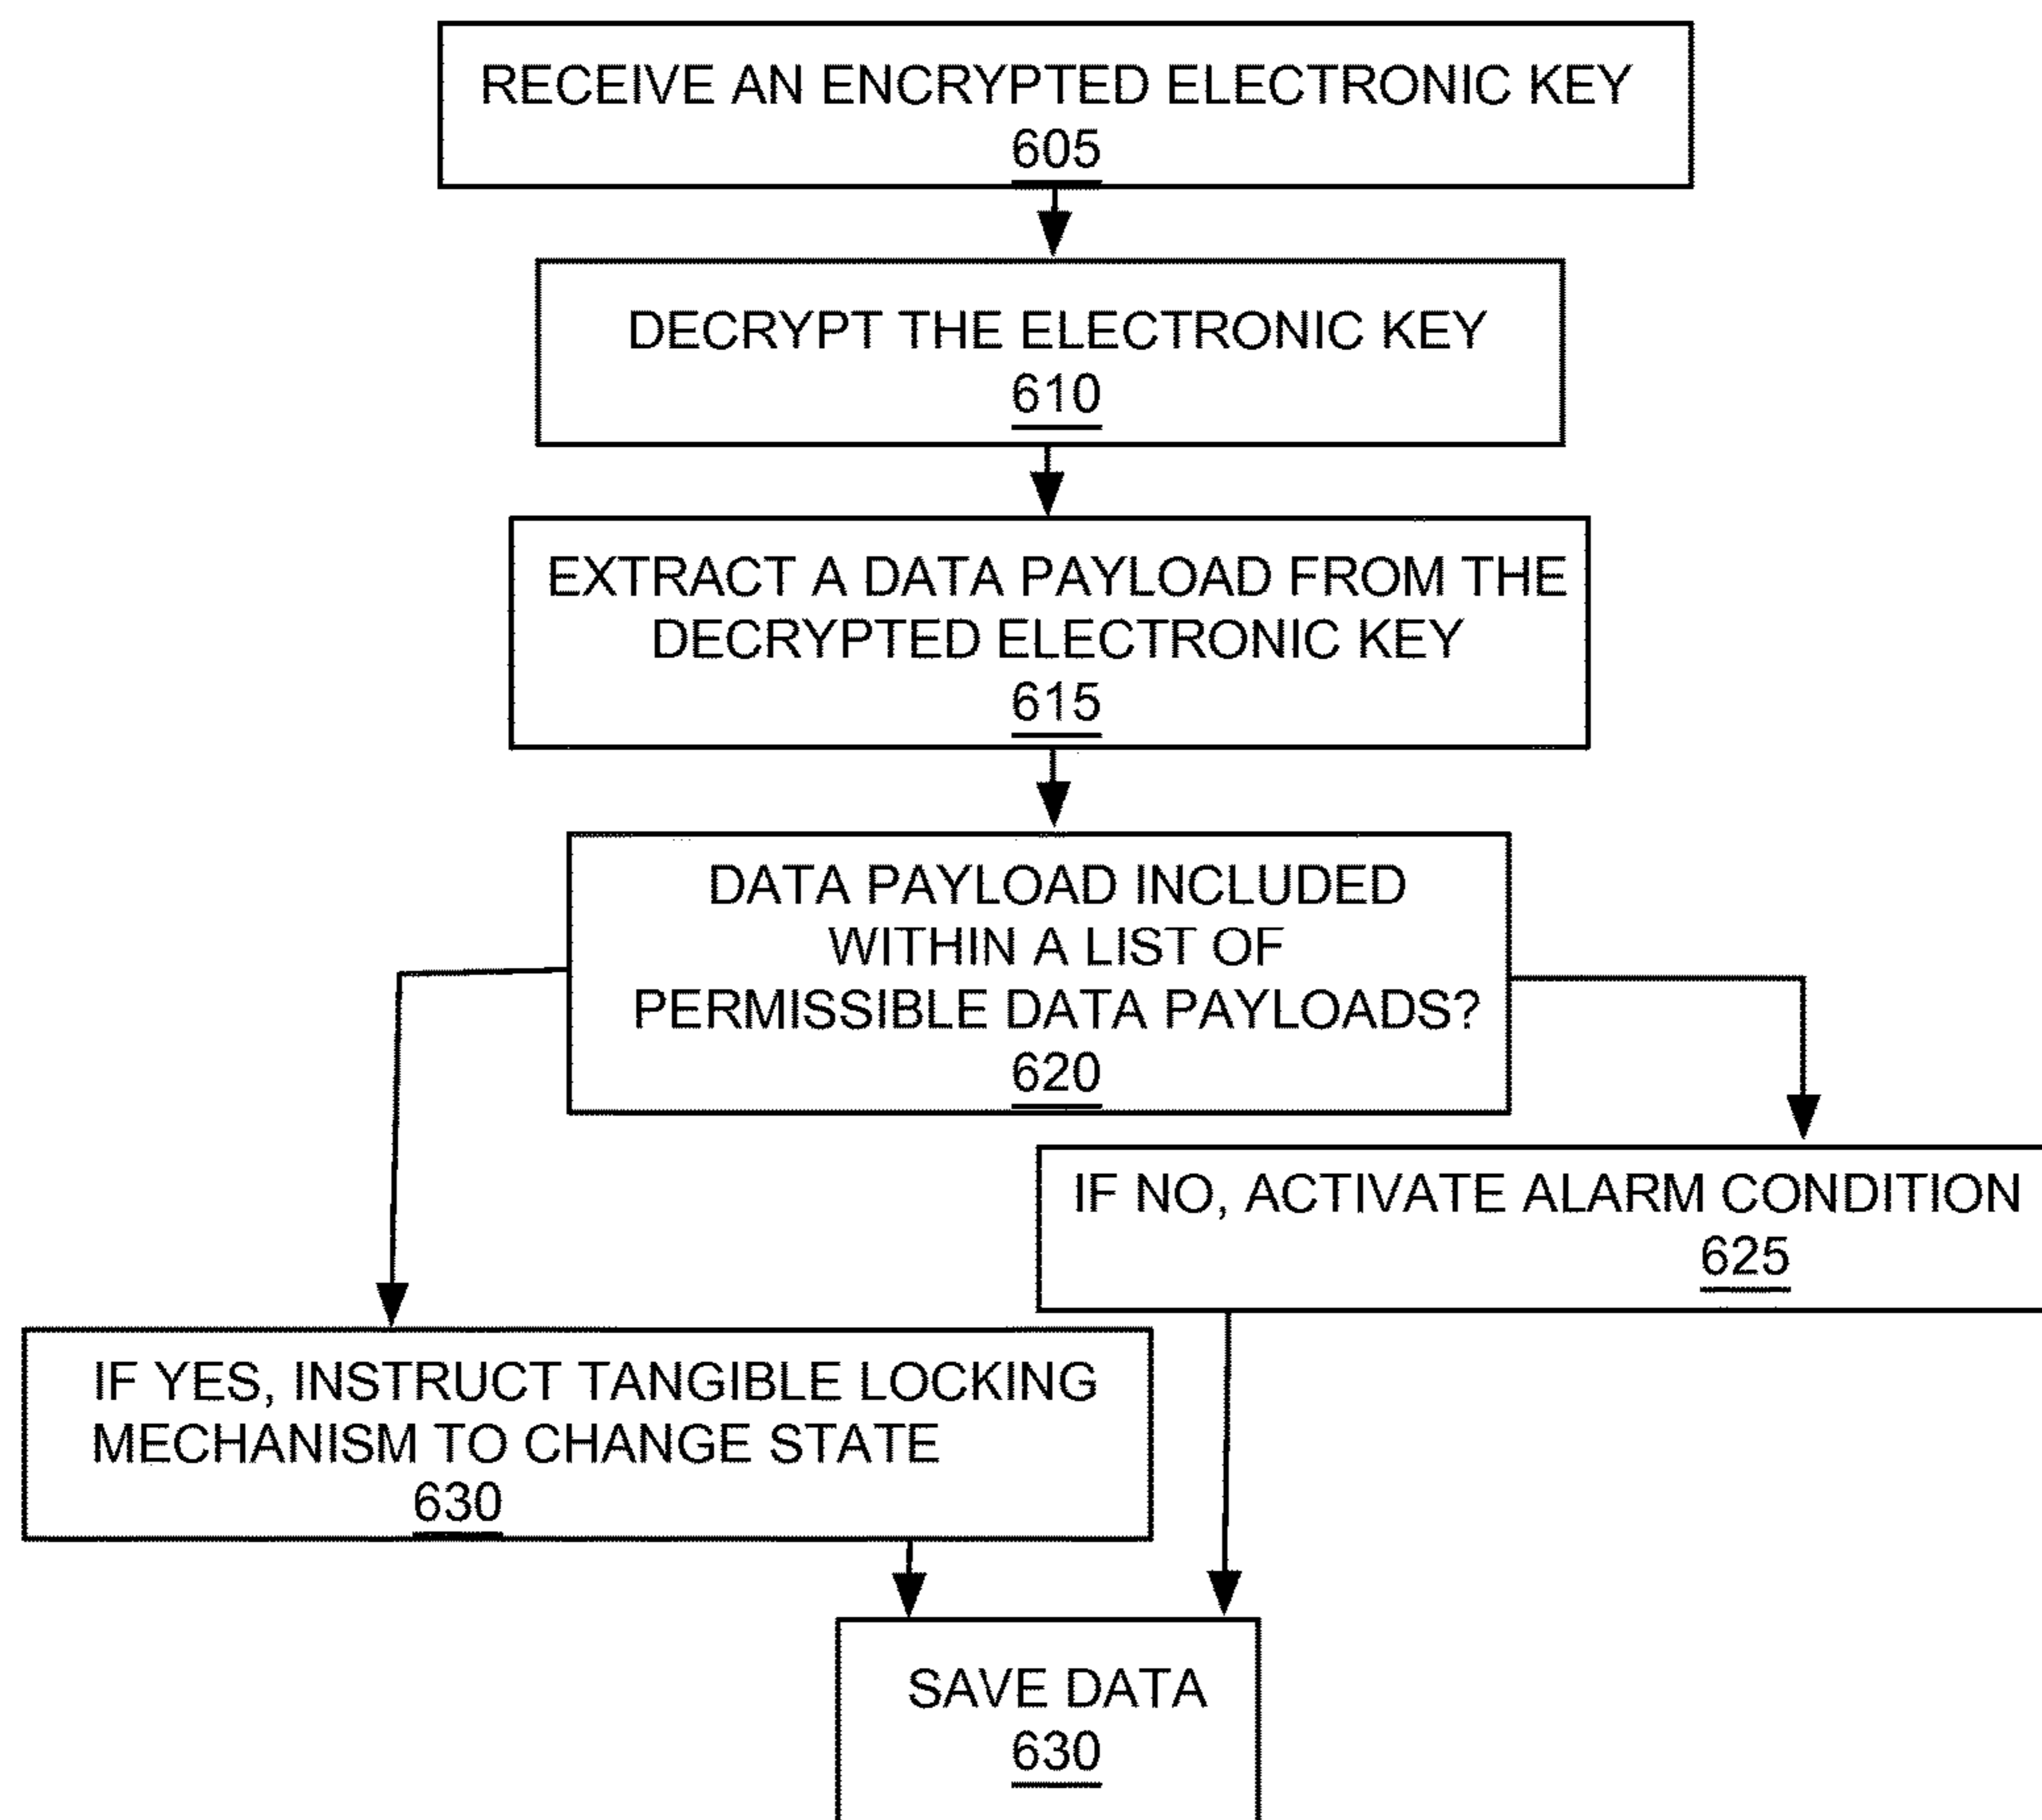 RECEIVE AN ENCRYPTED ELECTRONIC KEY
605
DECRYPT THE ELECTRONIC KEY
610
EXTRACT A DATA PAYLOAD FROM THE
DECRYPTED ELECTRONIC KEY
615
DATA PAYLOAD INCLUDED
WITHIN A LIST OF
PERMISSIBLE DATA PAYLOADS?
620
IF NO, ACTIVATE ALARM CONDITION
625
IF YES, INSTRUCT TANGIBLE LOCKING
MECHANISM TO CHANGE STATE
630
SAVE DATA
630